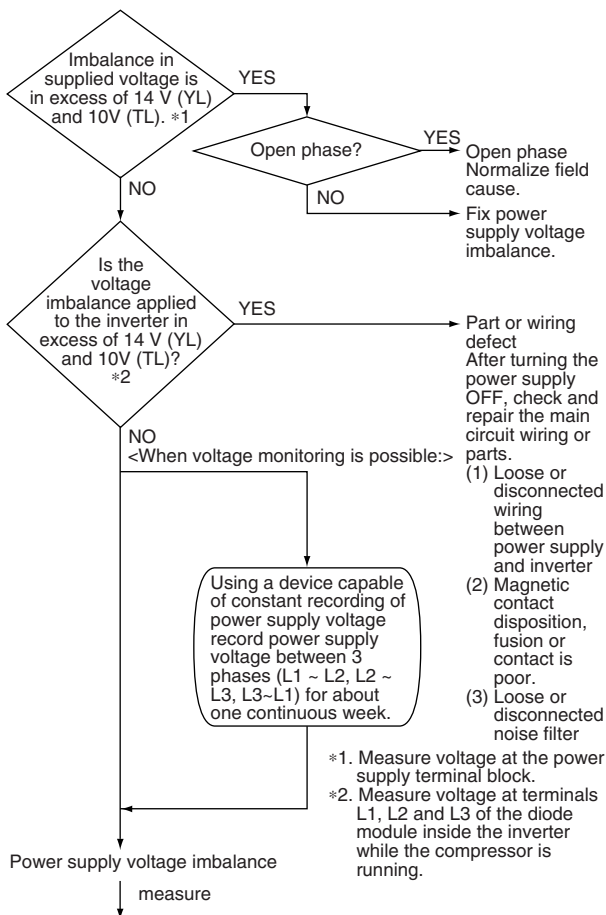 Imbalance in
supplied voltage is
in excess of 14 V (YL)
and 10V (TL). *1
YES
Open phase?
YES
Open phase
Normalize field
cause.
NO
Fix power
supply voltage
imbalance.
NO
Is the
voltage
imbalance applied
to the inverter in
excess of 14 V (YL)
and 10V (TL)?
*2
YES
Part or wiring
defect
After turning the
power supply
OFF, check and
repair the main
circuit wiring or
parts.
(1) Loose or
disconnected
wiring
between
power supply
and inverter
(2) Magnetic
contact
disposition,
fusion or
contact is
poor.
(3) Loose or
disconnected
noise filter
NO
<When voltage monitoring is possible:>
Using a device capable
of constant recording of
power supply voltage
record power supply
voltage between 3
phases (L1 ~ L2, L2 ~
L3, L3~L1) for about
one continuous week.
*1. Measure voltage at the power
supply terminal block.
*2. Measure voltage at terminals
L1, L2 and L3 of the diode
module inside the inverter
while the compressor is
running.
Power supply voltage imbalance
measure